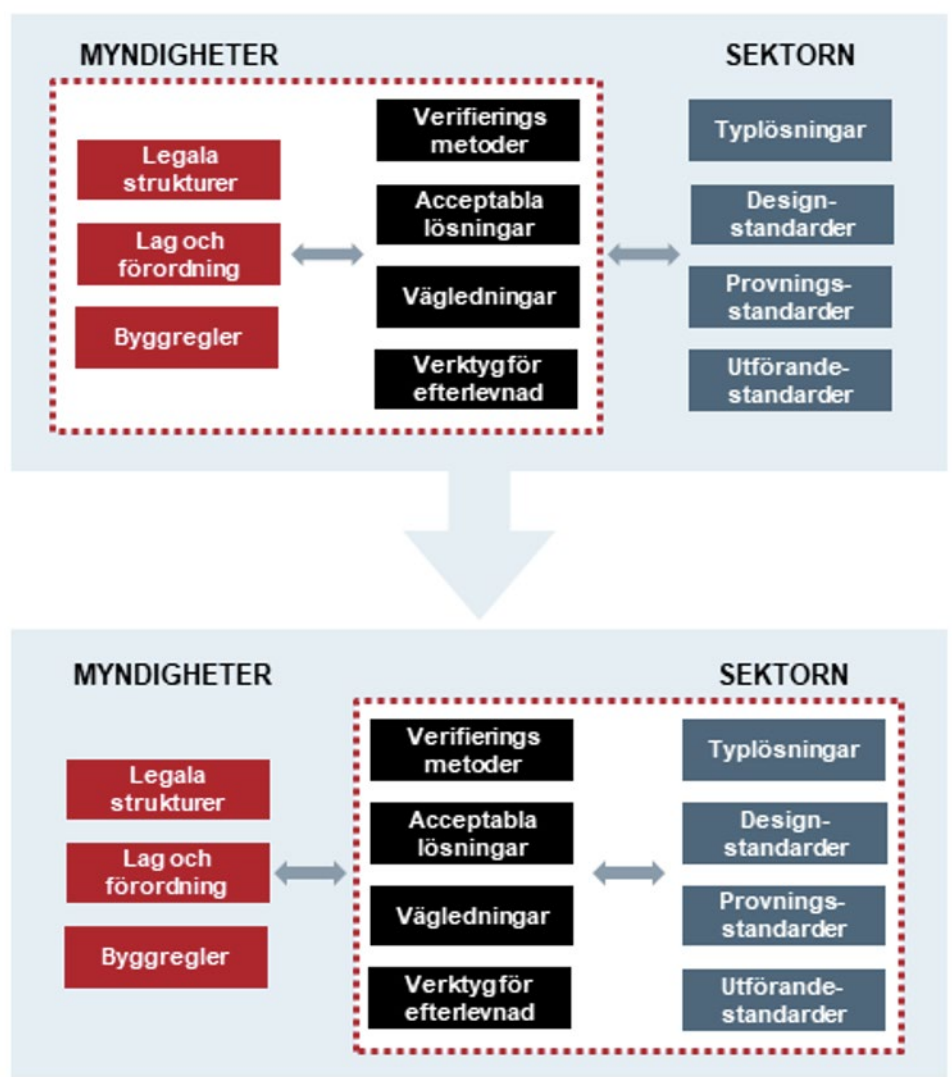 MYNDIGHETER
SEKTORN
Legala
strukturer
Lag och
förordning
Byggregler
Verifierings
metoder
Acceptabla
lösningar
Vägledningar
Verktyg för
efterlevnad
Typlösningar
Design-
standarder
Provnings-
standarder
Utförande-
standarder
MYNDIGHETER
SEKTORN
Legala
strukturer
Lag och
förordning
Byggregler
Verifierings
metoder
Acceptabla
lösningar
Vägledningar
Verktyg för
efterlevnad
Typlösningar
Design-
standarder
Provnings-
standarder
Utförande-
standarder